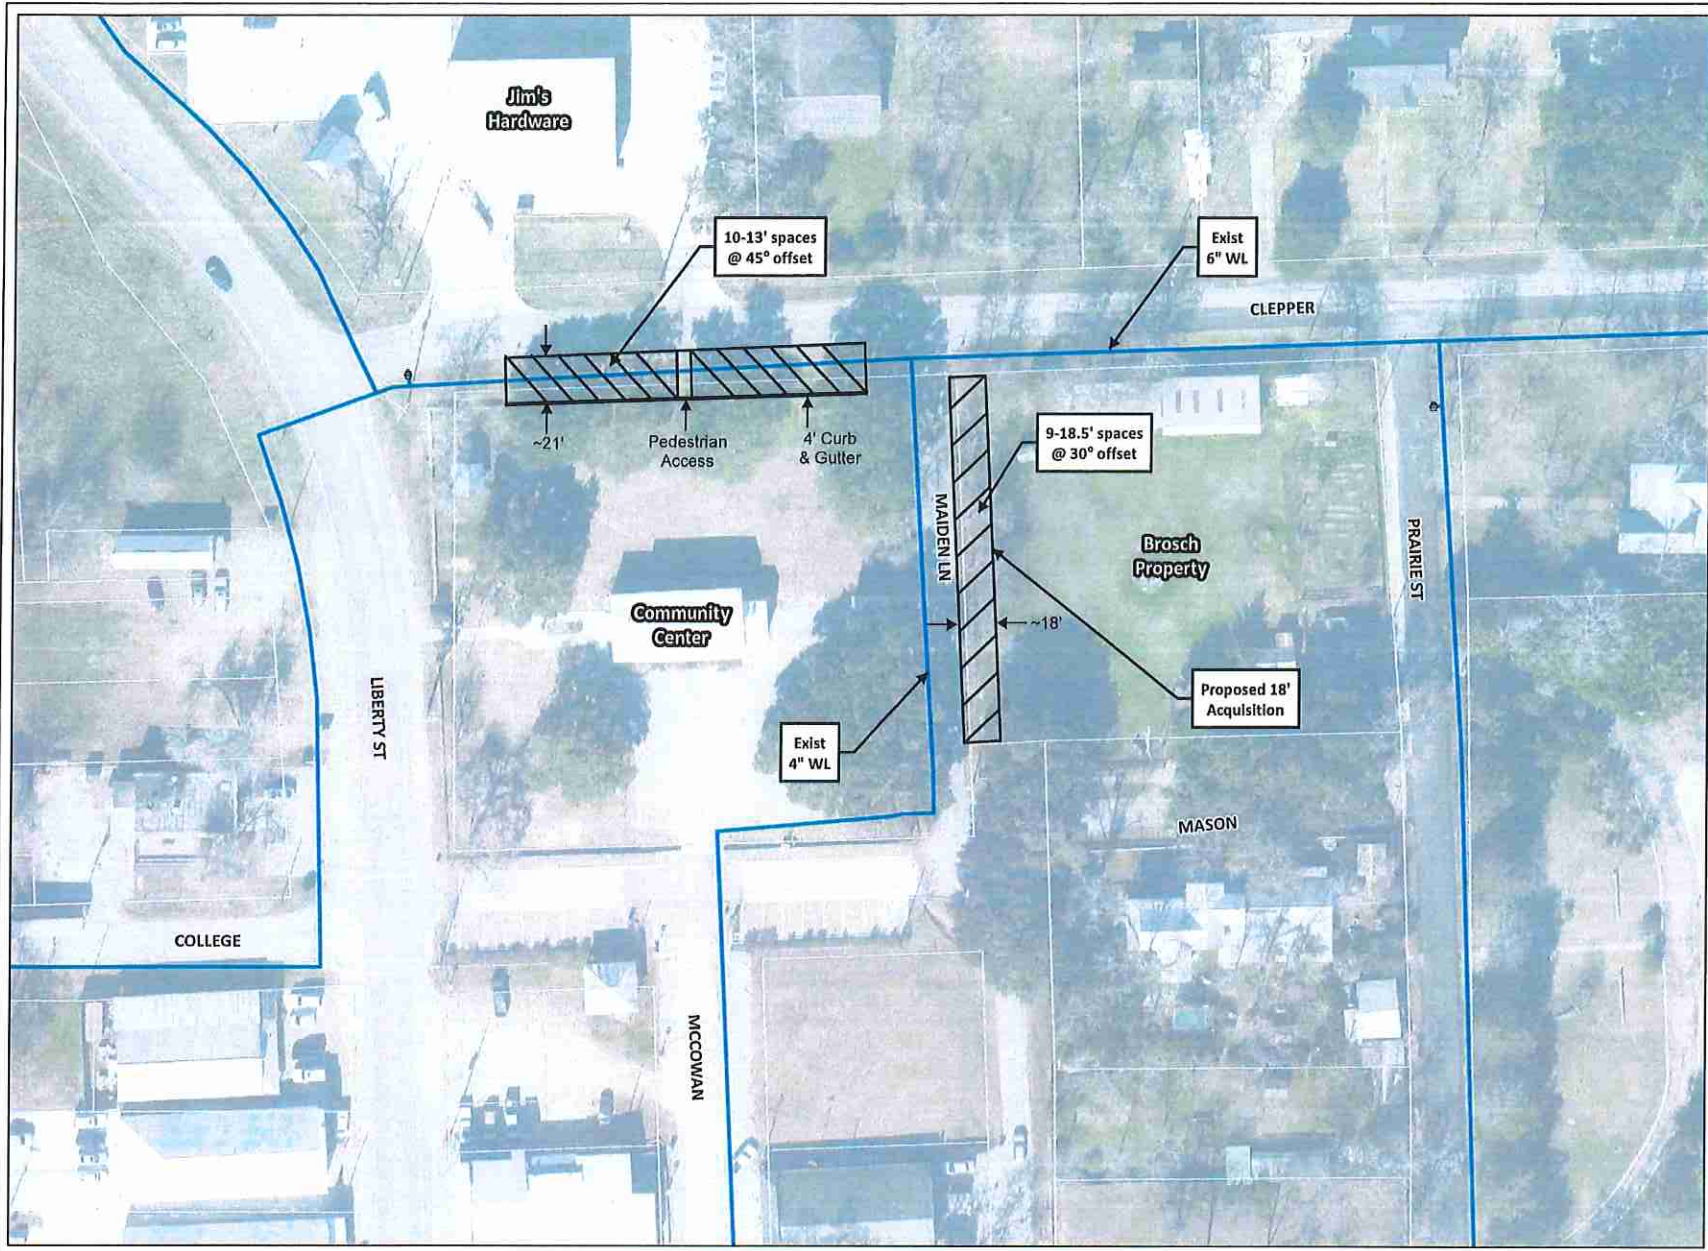 Jim's
Hardware
10-13' spaces
@ 45° offset
Exist
6" WL
CLEPPER
~21'
Pedestrian
Access
4' Curb
& Gutter
9-18.5' spaces
@ 30° offset
MAIDEN LN
Brosch
Property
PRAIRIE ST
Community
Center
~18'
LIBERTY ST
Proposed 18'
Acquisition
Exist
4" WL
MASON
COLLEGE
MCCOWAN